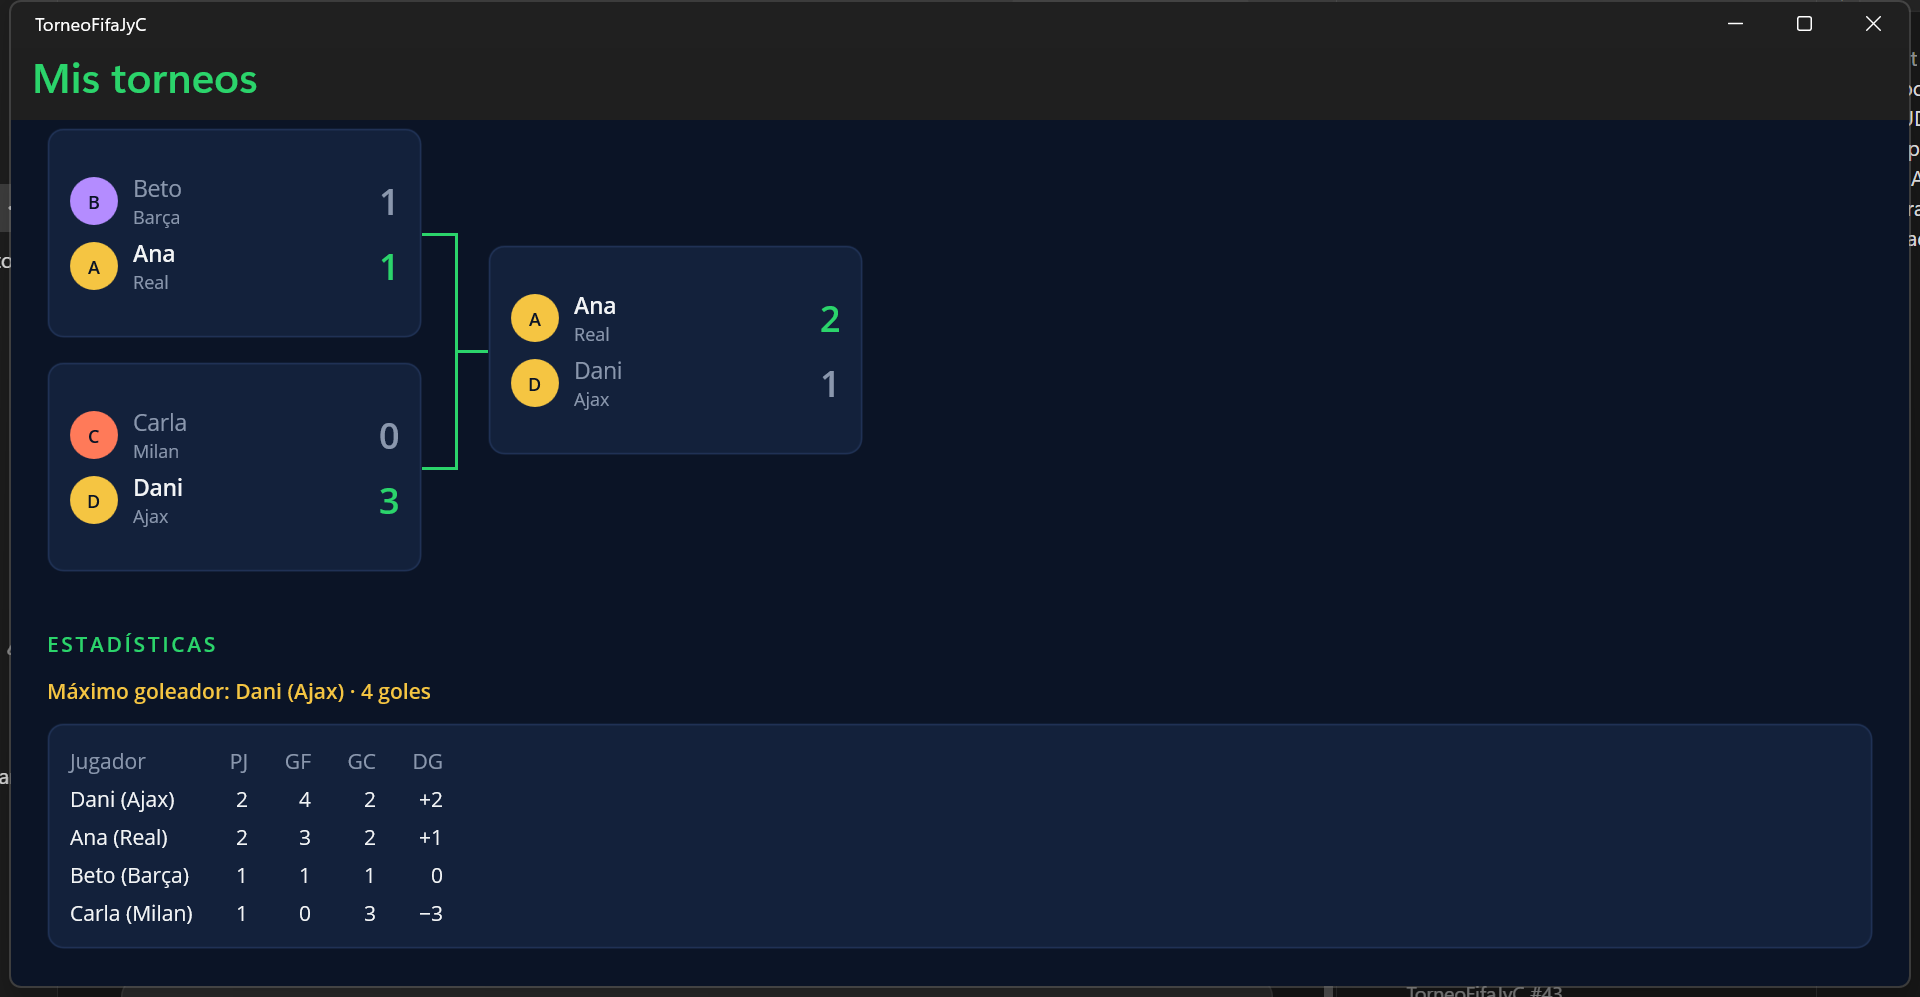 TorneoFifaJyC
Mis torneos
B Beto 1
Barça
A Ana 1
Real
C Carla 0
Milan
D Dani 3
Ajax
A Ana 2
Real
D Dani 1
Ajax
ESTADÍSTICAS
Máximo goleador: Dani (Ajax) · 4 goles
Jugador PJ GF GC DG
Dani (Ajax) 2 4 2 +2
Ana (Real) 2 3 2 +1
Beto (Barça) 1 1 1 0
Carla (Milan) 1 0 3 −3
TorneoFifaJyC #43